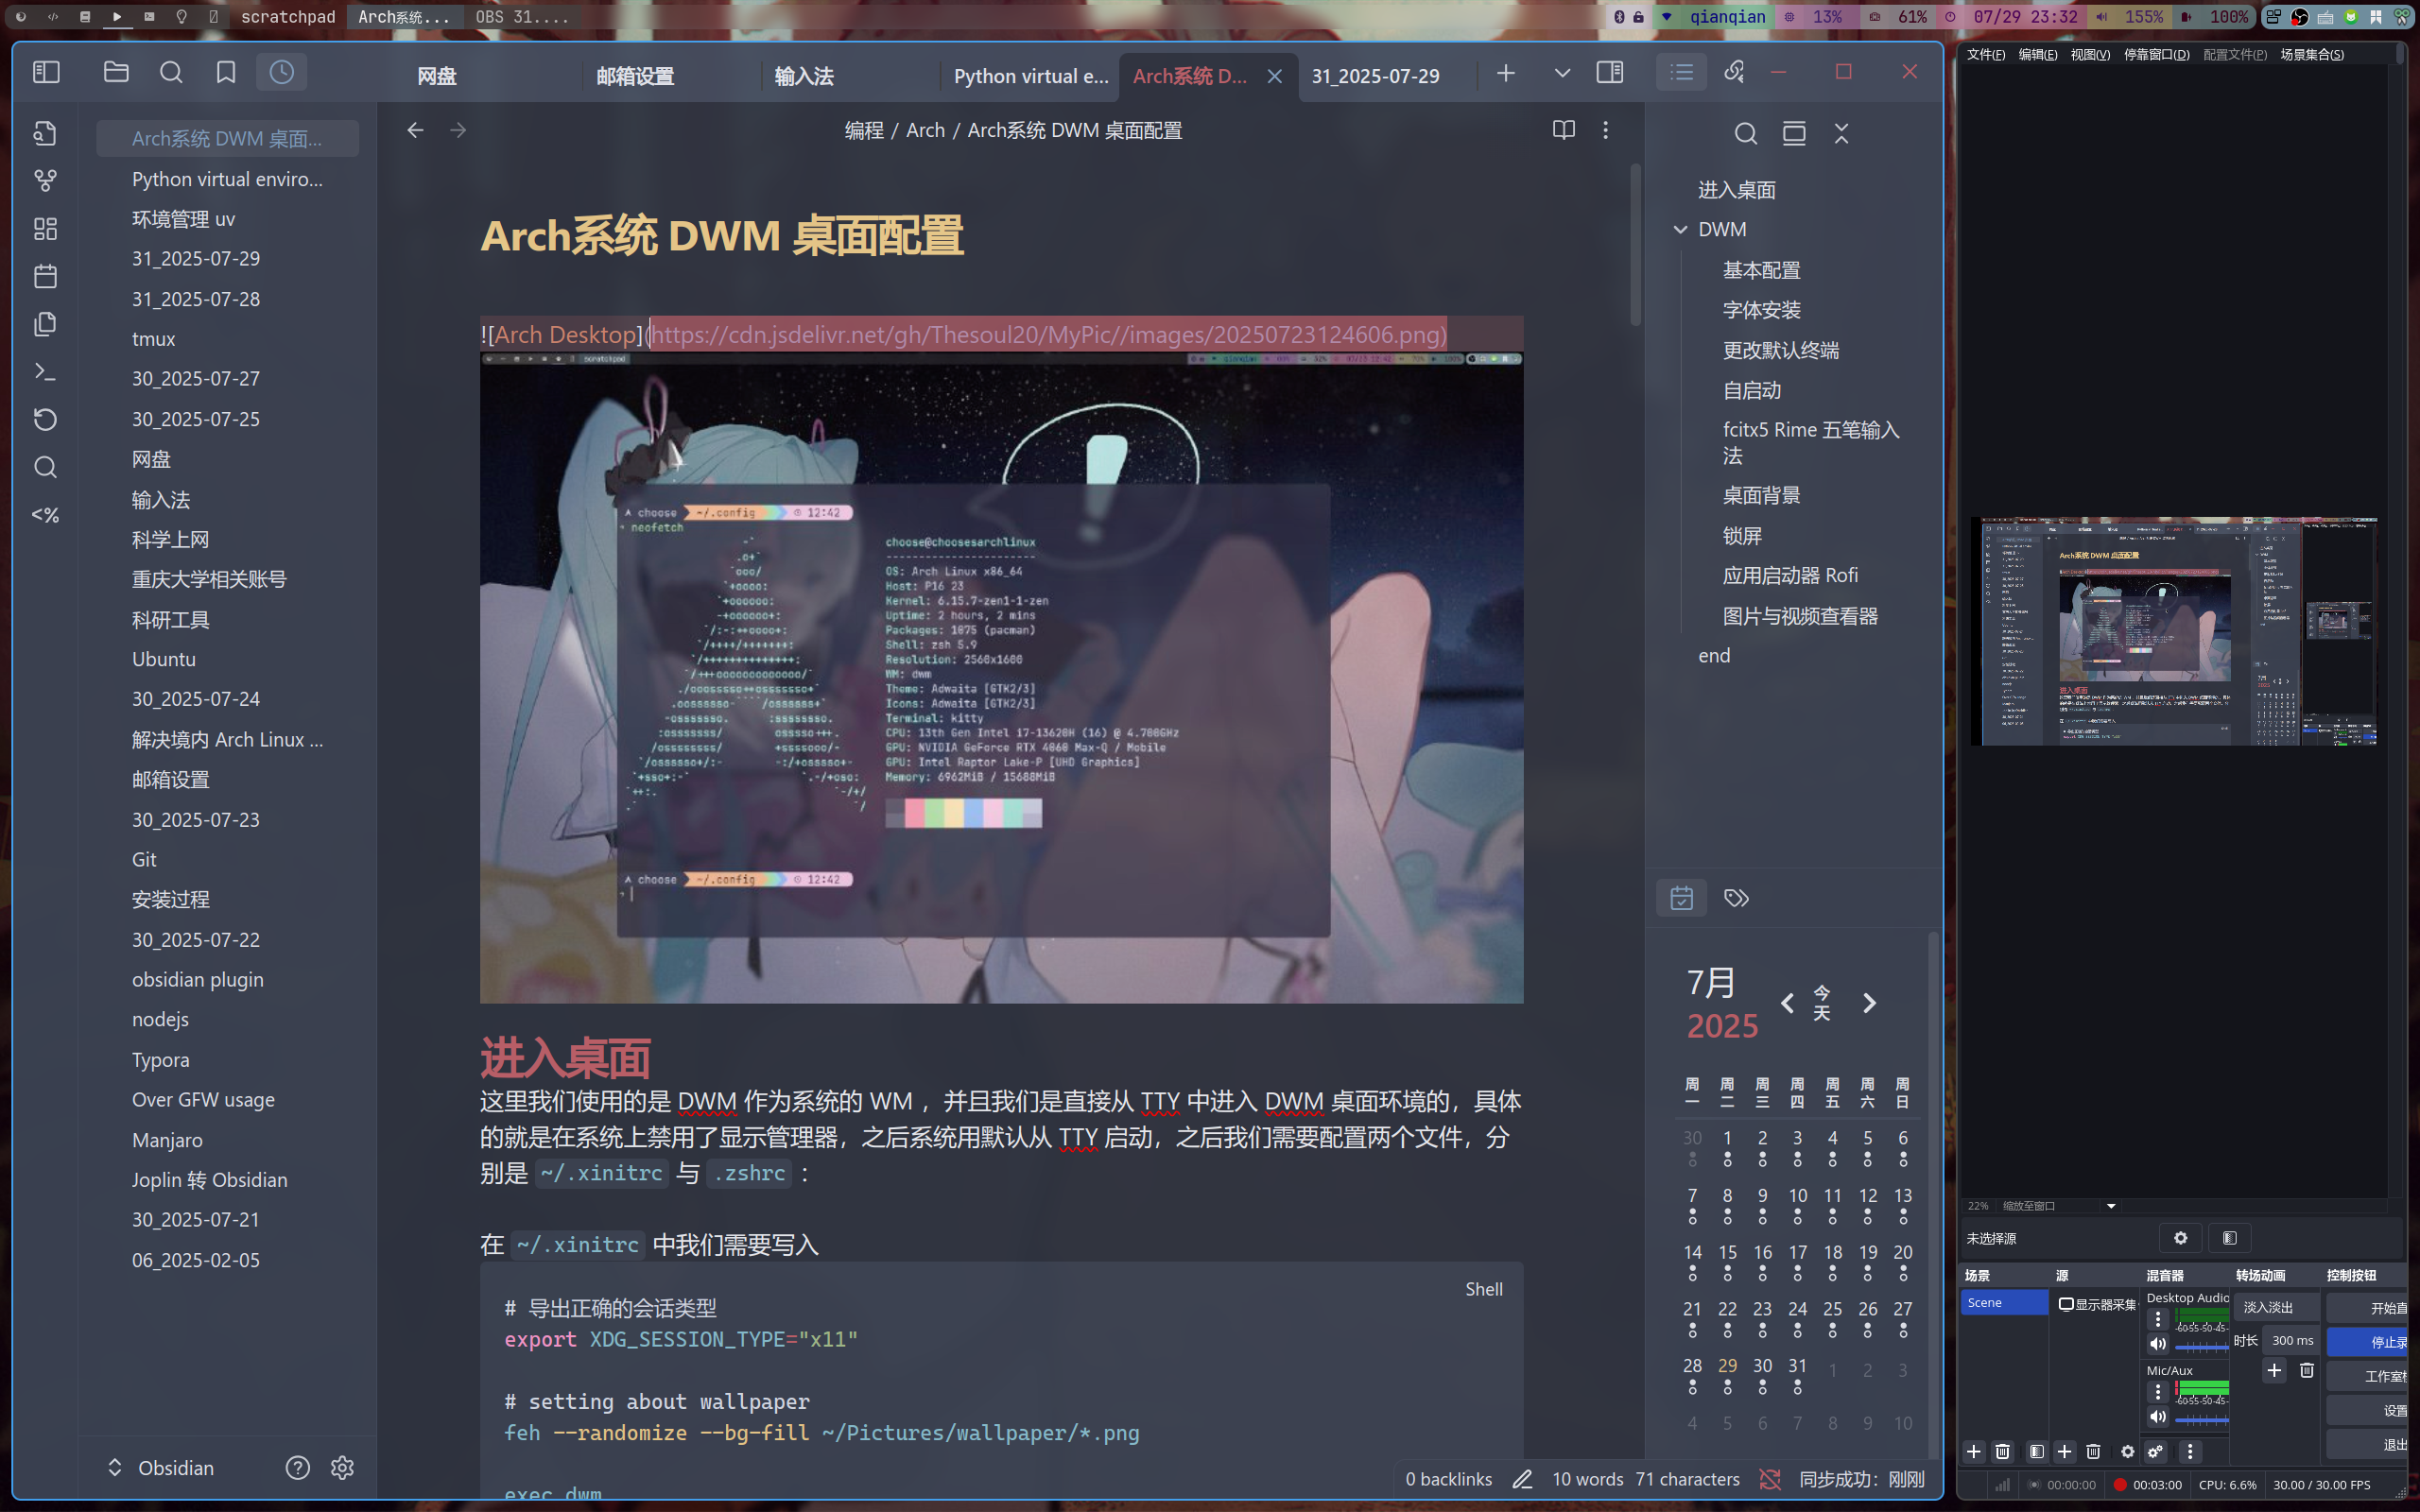 scratchpad Arch系统... OBS 31.... qianqian 13% 61% 07/29 23:32 155% 100%
网盘 邮箱设置 输入法 Python virtual e... Arch系统 D... 31_2025-07-29
编程 / Arch / Arch系统 DWM 桌面配置
Arch系统 DWM 桌面...
Python virtual enviro...
环境管理 uv
31_2025-07-29
31_2025-07-28
tmux
30_2025-07-27
30_2025-07-25
网盘
输入法
科学上网
重庆大学相关账号
科研工具
Ubuntu
30_2025-07-24
解决境内 Arch Linux ...
邮箱设置
30_2025-07-23
Git
安装过程
30_2025-07-22
obsidian plugin
nodejs
Typora
Over GFW usage
Manjaro
Joplin 转 Obsidian
30_2025-07-21
06_2025-02-05
Obsidian
Arch系统 DWM 桌面配置
![Arch Desktop](https://cdn.jsdelivr.net/gh/Thesoul20/MyPic//images/20250723124606.png)
choose ~/.config 12:42
neofetch
choose@choosesarchlinux
OS: Arch Linux x86_64
Host: P16 23
Kernel: 6.15.7-zen1-1-zen
Uptime: 2 hours, 2 mins
Packages: 1875 (pacman)
Shell: zsh 5.9
Resolution: 2560x1600
WM: dwm
Theme: Adwaita [GTK2/3]
Icons: Adwaita [GTK2/3]
Terminal: kitty
CPU: 13th Gen Intel i7-13620H (16) @ 4.700GHz
GPU: NVIDIA GeForce RTX 4060 Max-Q / Mobile
GPU: Intel Raptor Lake-P [UHD Graphics]
Memory: 6962MiB / 15688MiB
choose ~/.config 12:42
进入桌面
这里我们使用的是 DWM 作为系统的 WM ，并且我们是直接从 TTY 中进入 DWM 桌面环境的，具体
的就是在系统上禁用了显示管理器，之后系统用默认从 TTY 启动，之后我们需要配置两个文件，分
别是 ~/.xinitrc 与 .zshrc ：
在 ~/.xinitrc 中我们需要写入
Shell
# 导出正确的会话类型
export XDG_SESSION_TYPE="x11"
# setting about wallpaper
feh --randomize --bg-fill ~/Pictures/wallpaper/*.png
exec dwm
0 backlinks 10 words 71 characters 同步成功：刚刚
进入桌面
DWM
基本配置
字体安装
更改默认终端
自启动
fcitx5 Rime 五笔输入
法
桌面背景
锁屏
应用启动器 Rofi
图片与视频查看器
end
7月
2025
今天
周一 周二 周三 周四 周五 周六 周日
30 1 2 3 4 5 6
7 8 9 10 11 12 13
14 15 16 17 18 19 20
21 22 23 24 25 26 27
28 29 30 31 1 2 3
4 5 6 7 8 9 10
文件(F) 编辑(E) 视图(V) 停靠窗口(D) 配置文件(P) 场景集合(S)
22% 缩放至窗口
未选择源
场景 源 混音器 转场动画 控制按钮
Scene 显示器采集 Desktop Audio 淡入淡出 开始直
-60-55-50-45-
时长 300 ms 停止录
Mic/Aux 工作室模
-60-55-50-45-
设置
退出
00:00:00 00:03:00 CPU: 6.6% 30.00 / 30.00 FPS